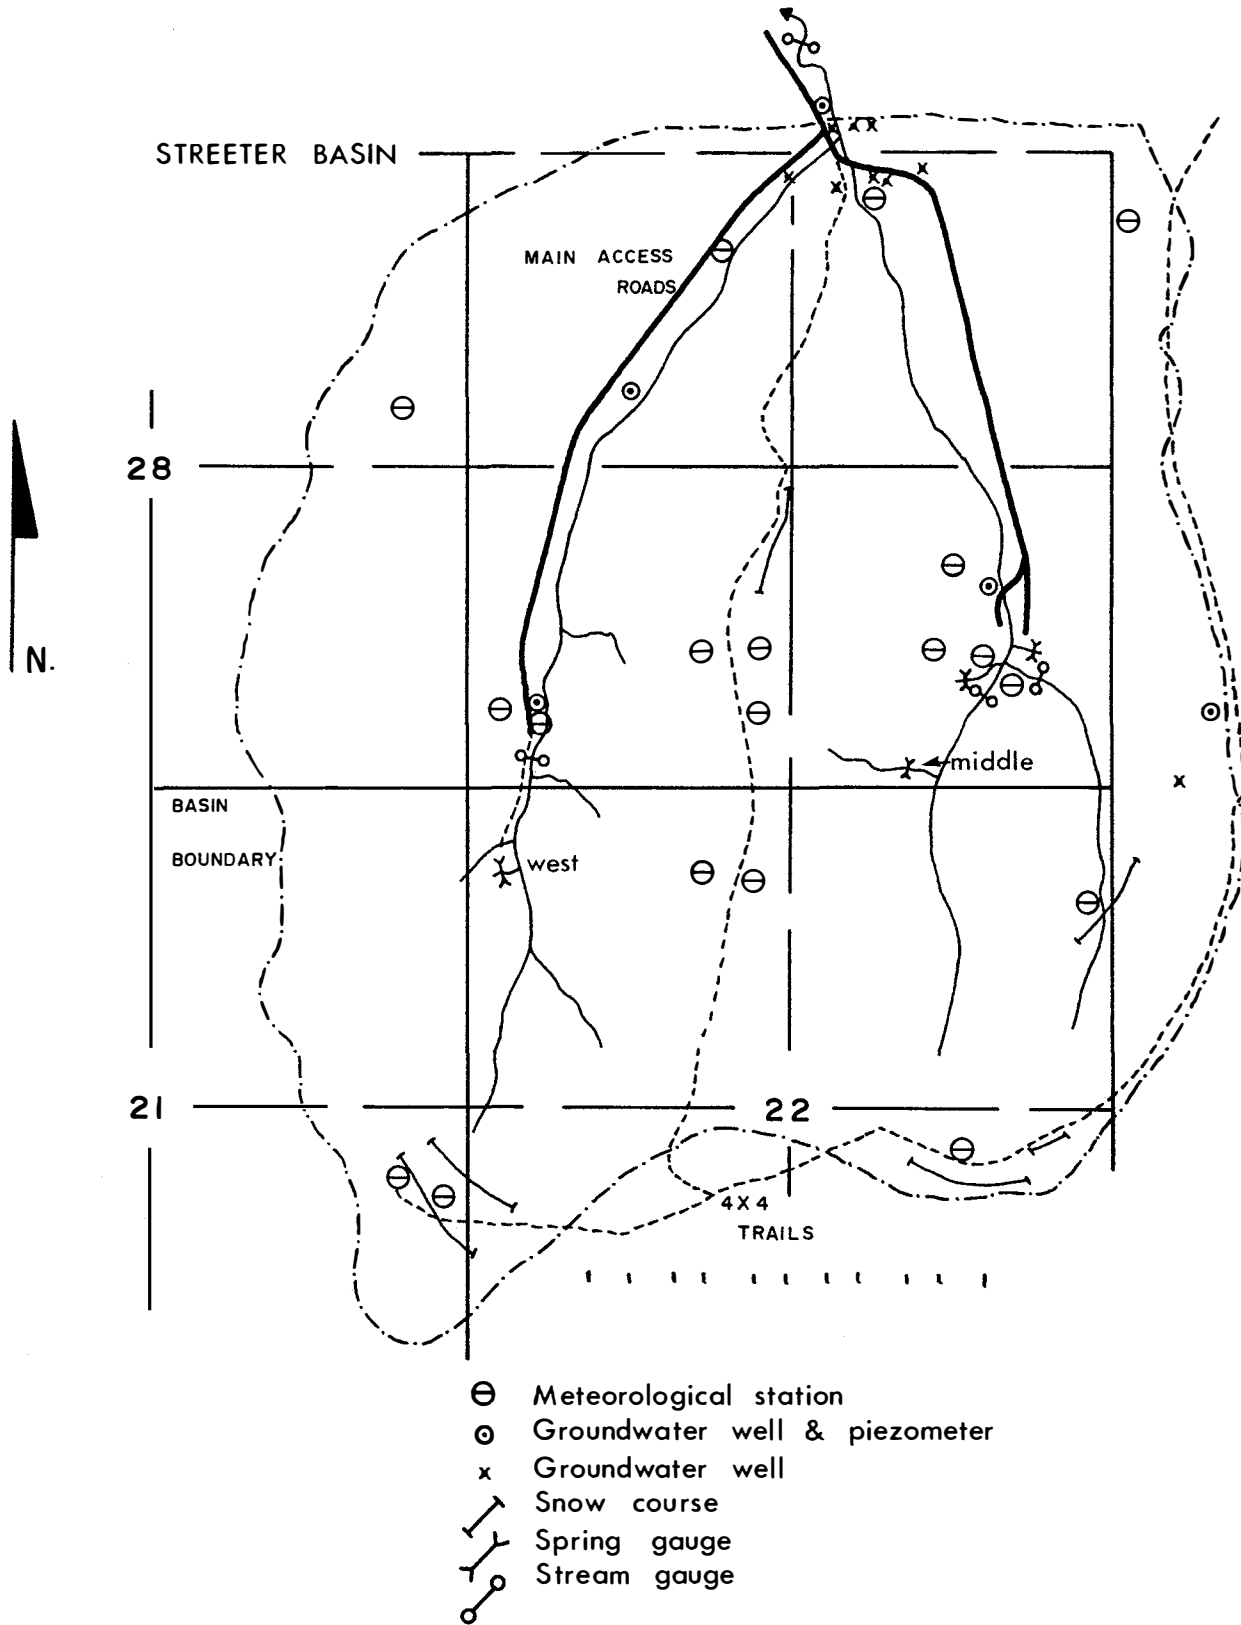 STREETER BASIN
MAIN ACCESS
ROADS
28
N.
middle
BASIN
BOUNDARY
west
21
22
4X4
TRAILS
Meteorological station
Groundwater well & piezometer
Groundwater well
Snow course
Spring gauge
Stream gauge